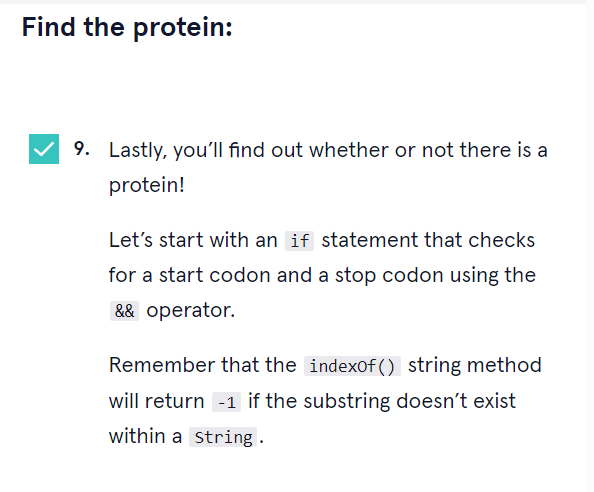 Find the protein:
9. Lastly, you’ll find out whether or not there is a
protein!
Let’s start with an if statement that checks
for a start codon and a stop codon using the
&& operator.
Remember that the indexOf() string method
will return -1 if the substring doesn’t exist
within a String.